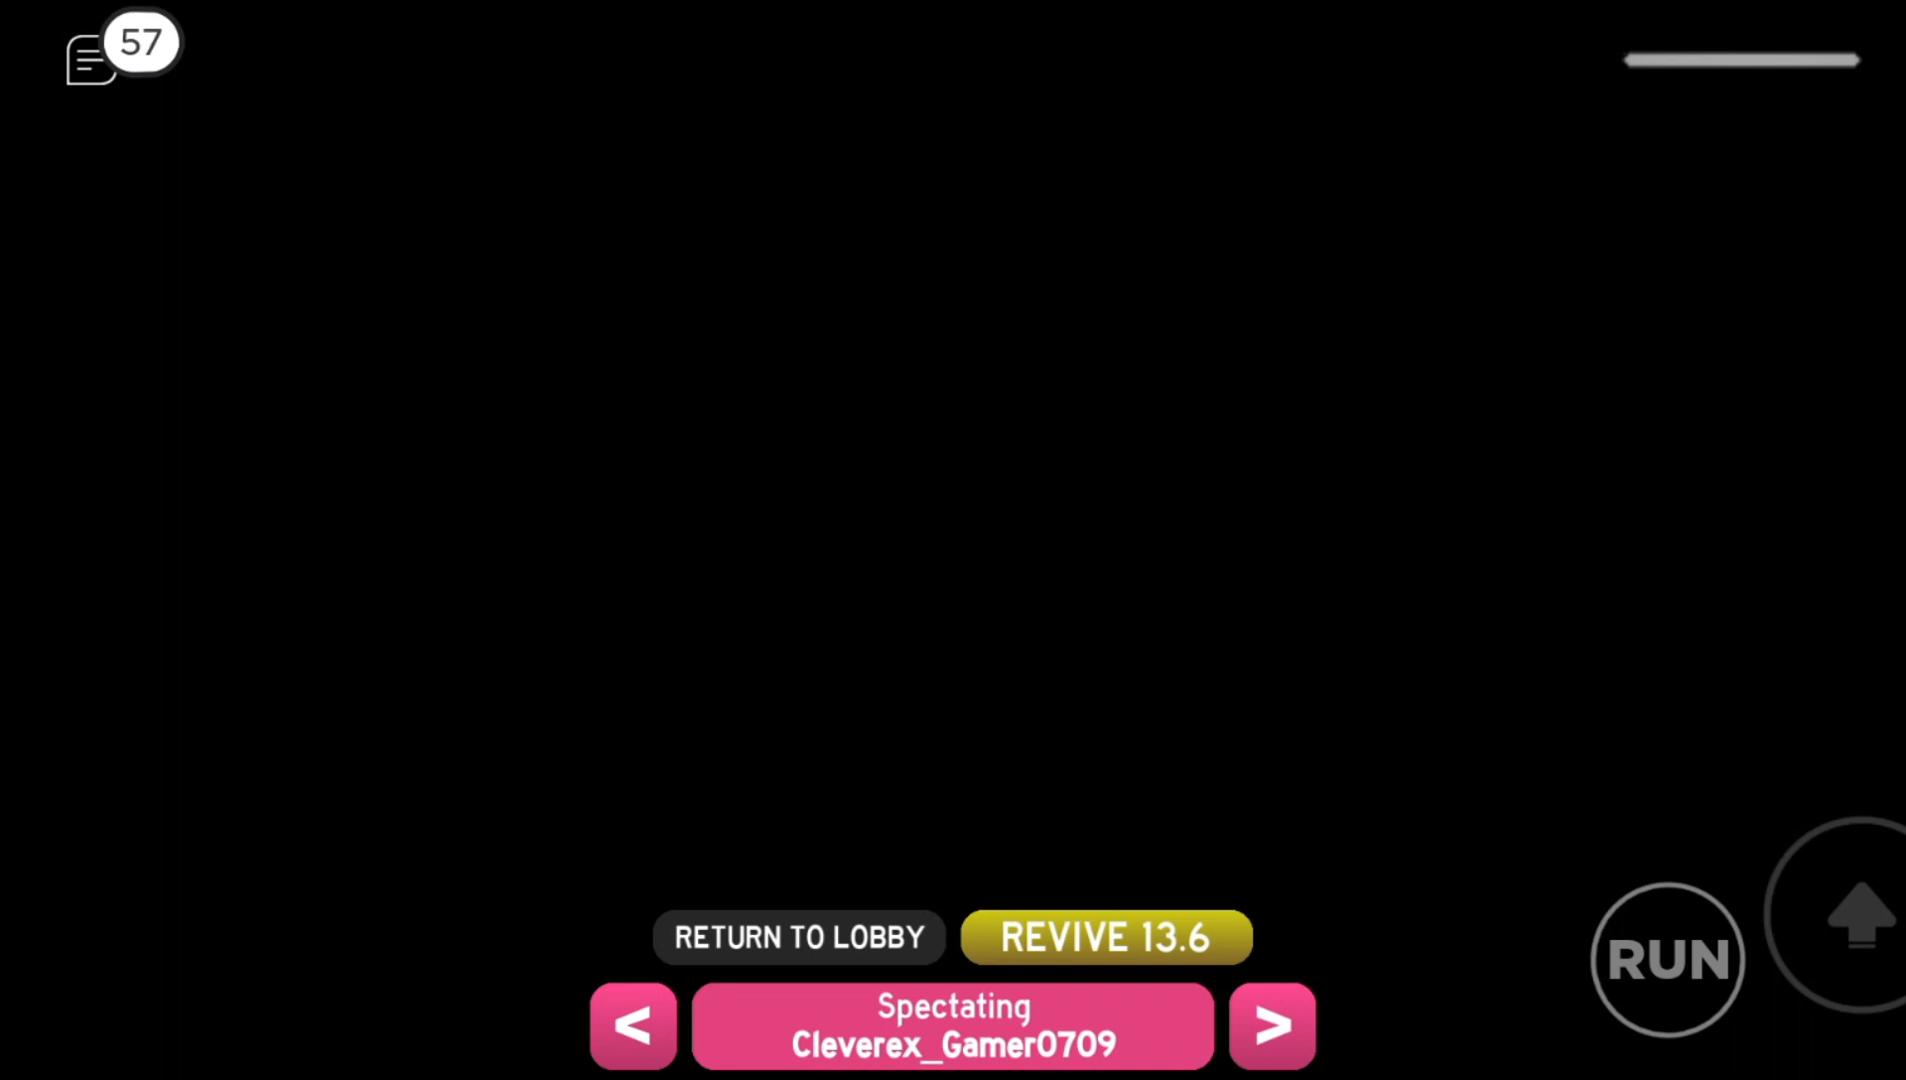 57
RETURN TO LOBBY
REVIVE 13.6
<
Spectating
Cleverex_Gamer0709
>
RUN